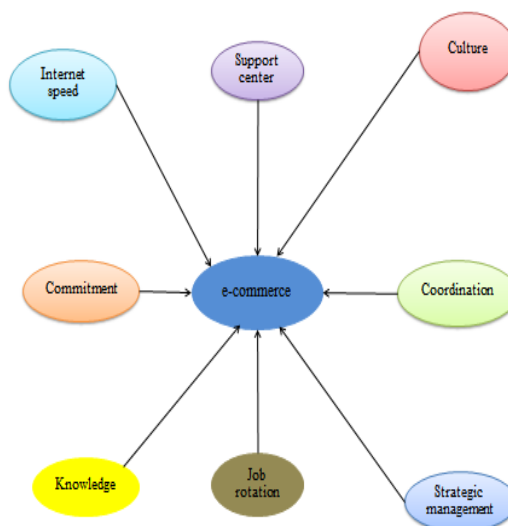 Internet
speed
Support
center
Culture
Commitment
e-commerce
Coordination
Knowledge
Job
rotation
Strategic
management